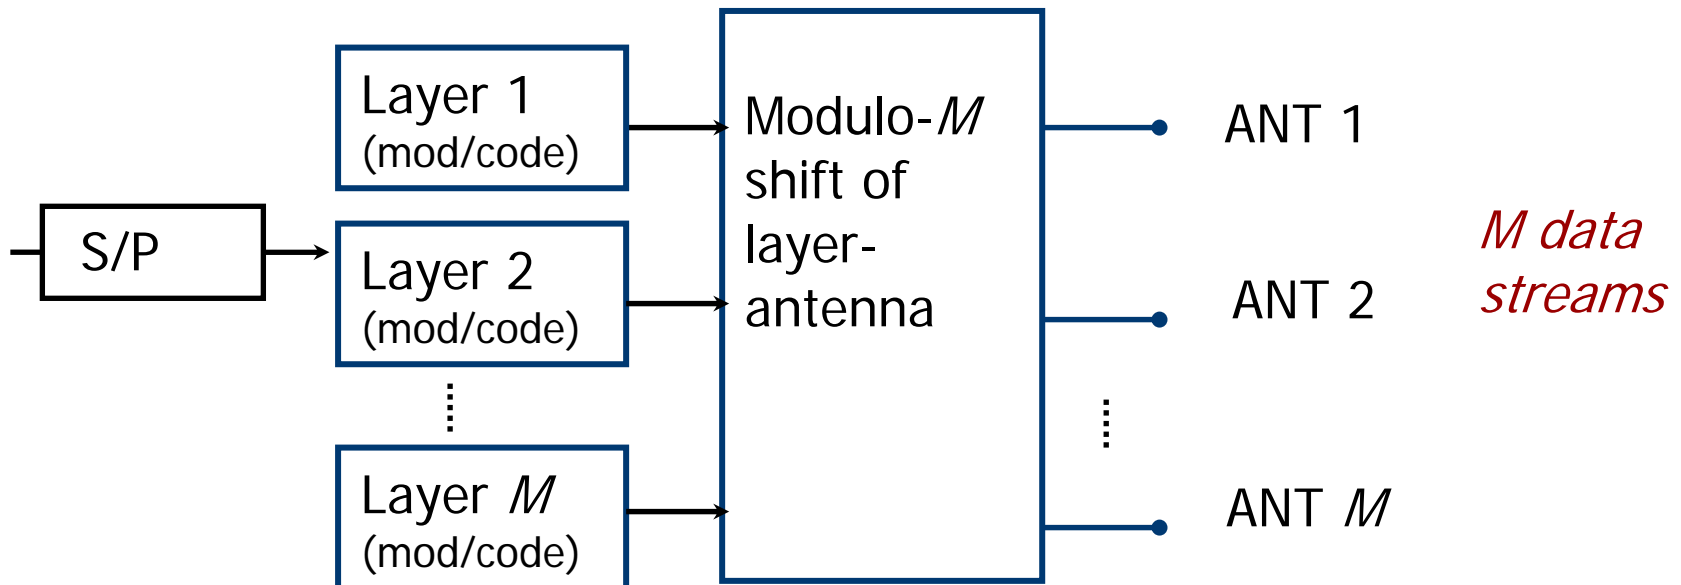 S/P
Layer 1
(mod/code)
Layer 2
(mod/code)
Layer M
(mod/code)
Modulo-M
shift of
layer-
antenna
ANT 1
ANT 2
ANT M
M data
streams